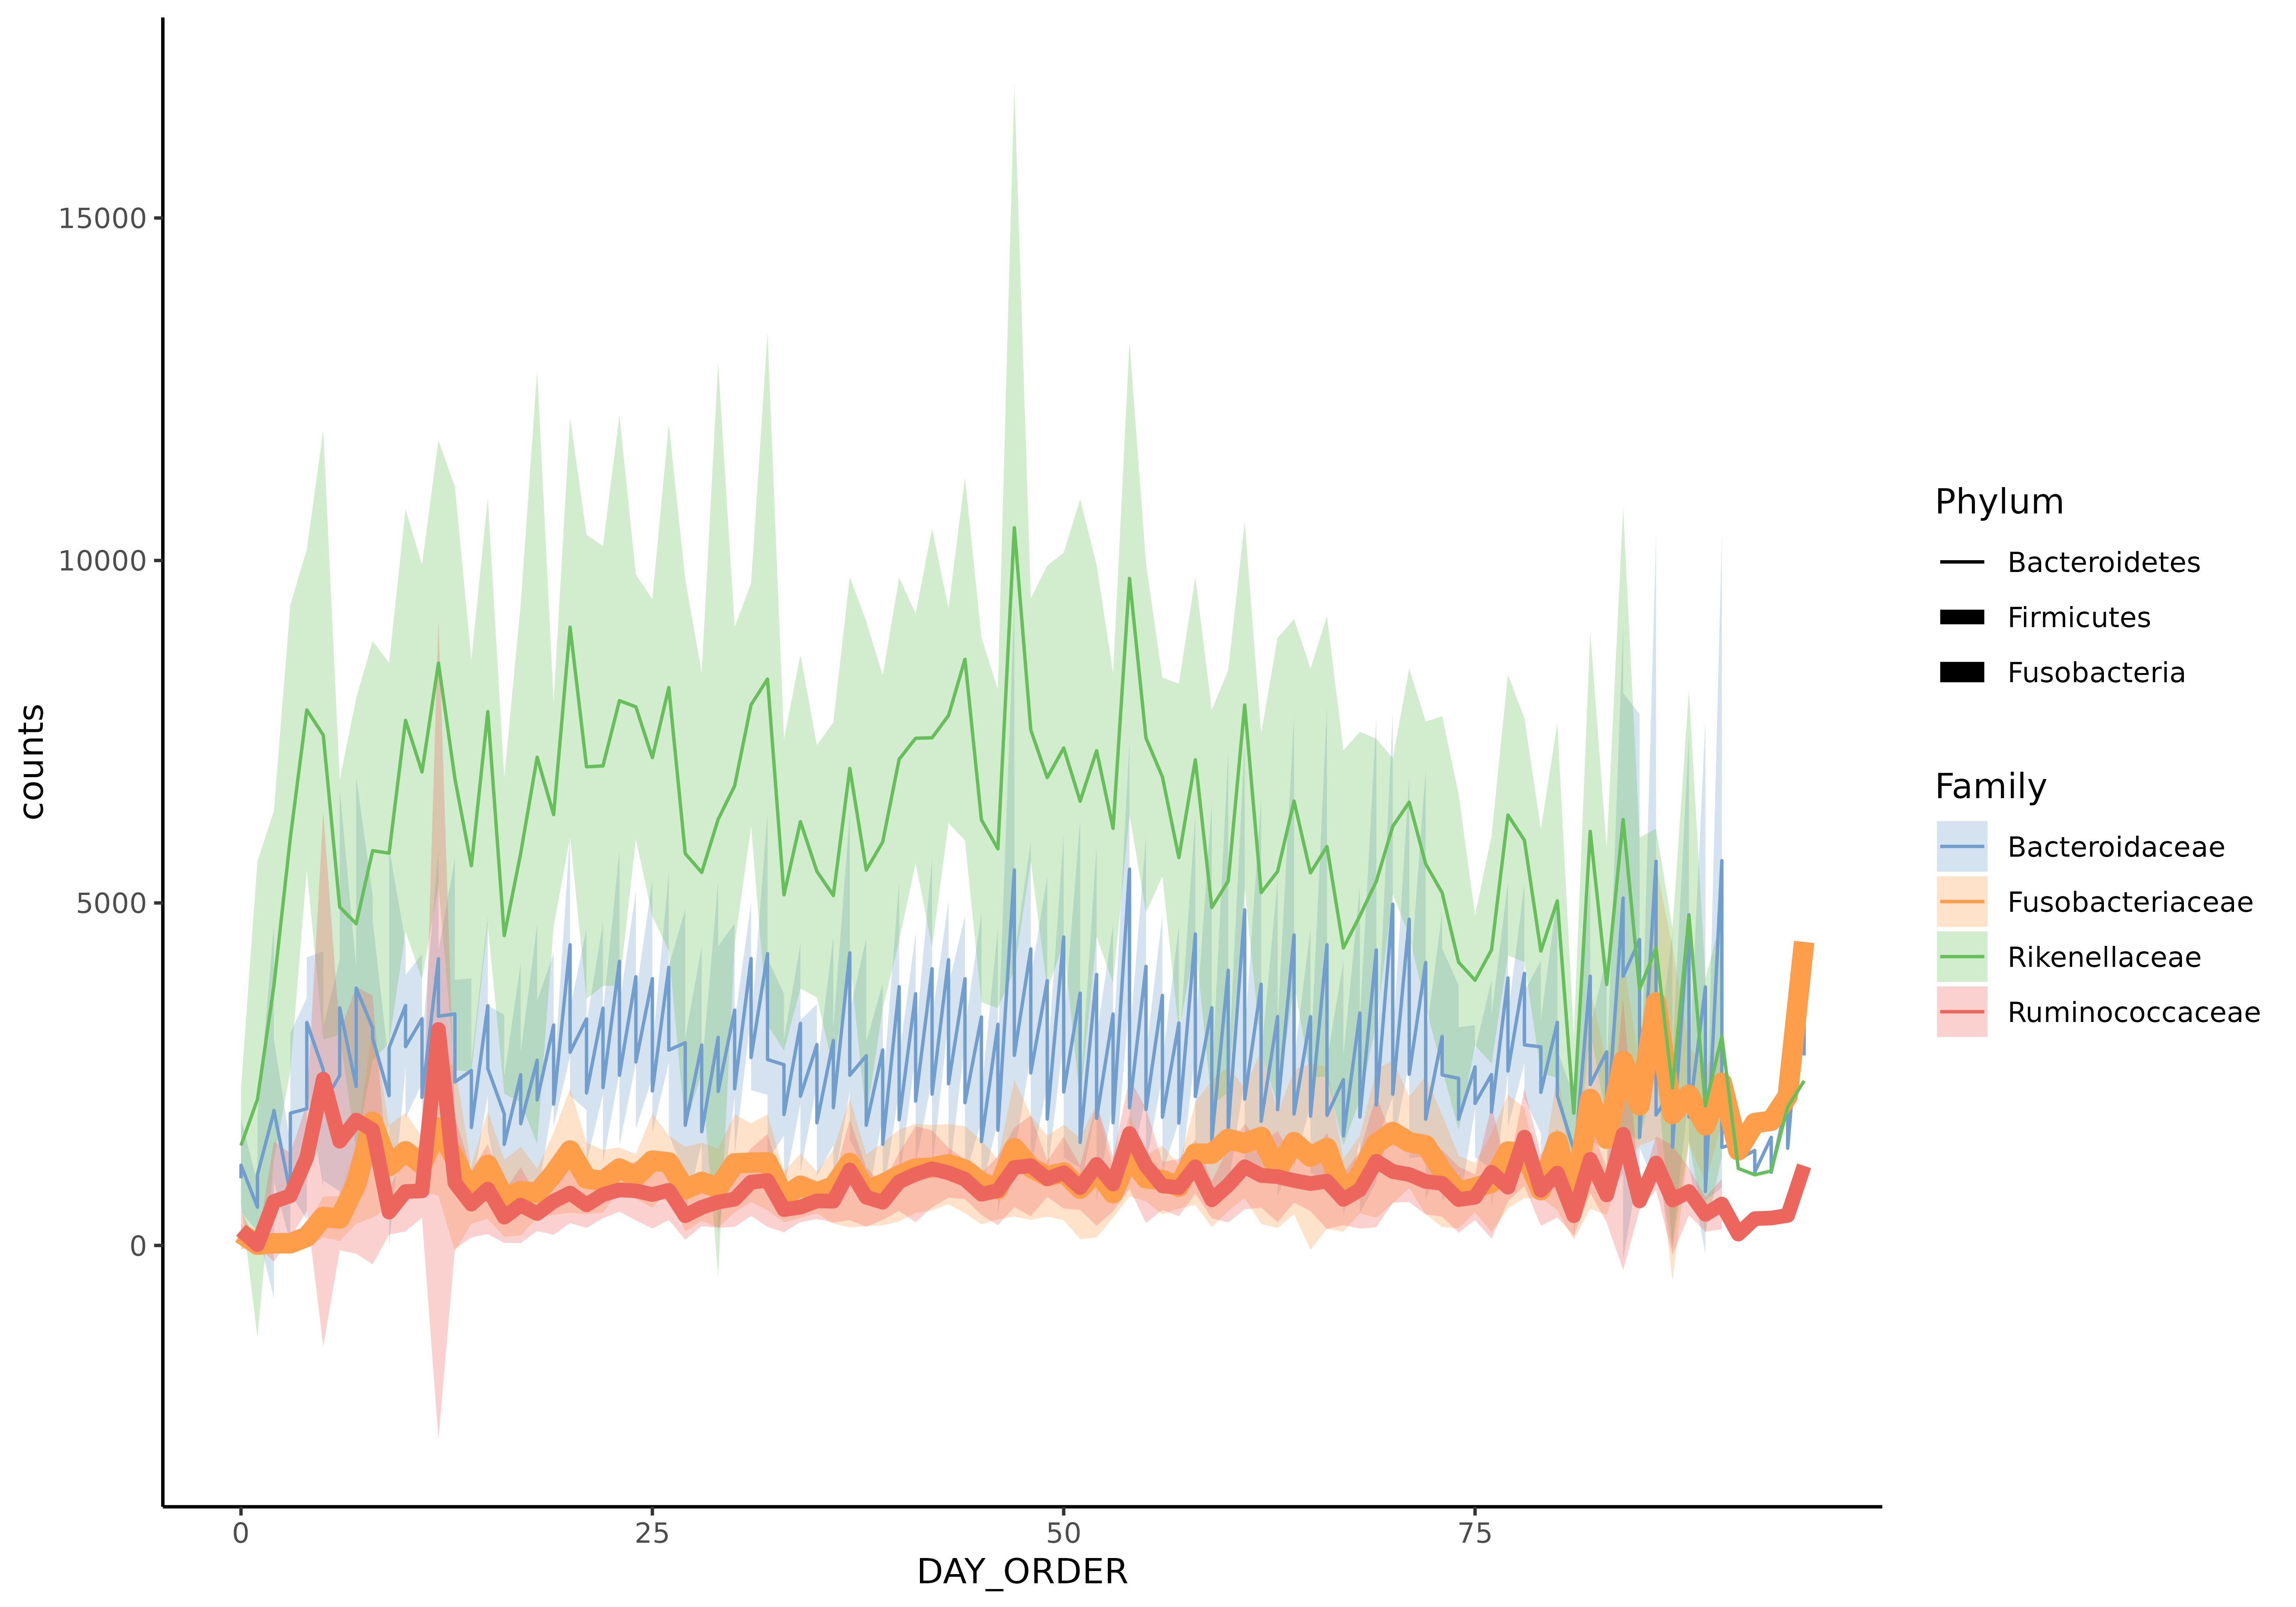 15000
10000
5000
0
counts
0
25
50
75
DAY_ORDER
Phylum
Bacteroidetes
Firmicutes
Fusobacteria
Family
Bacteroidaceae
Fusobacteriaceae
Rikenellaceae
Ruminococcaceae